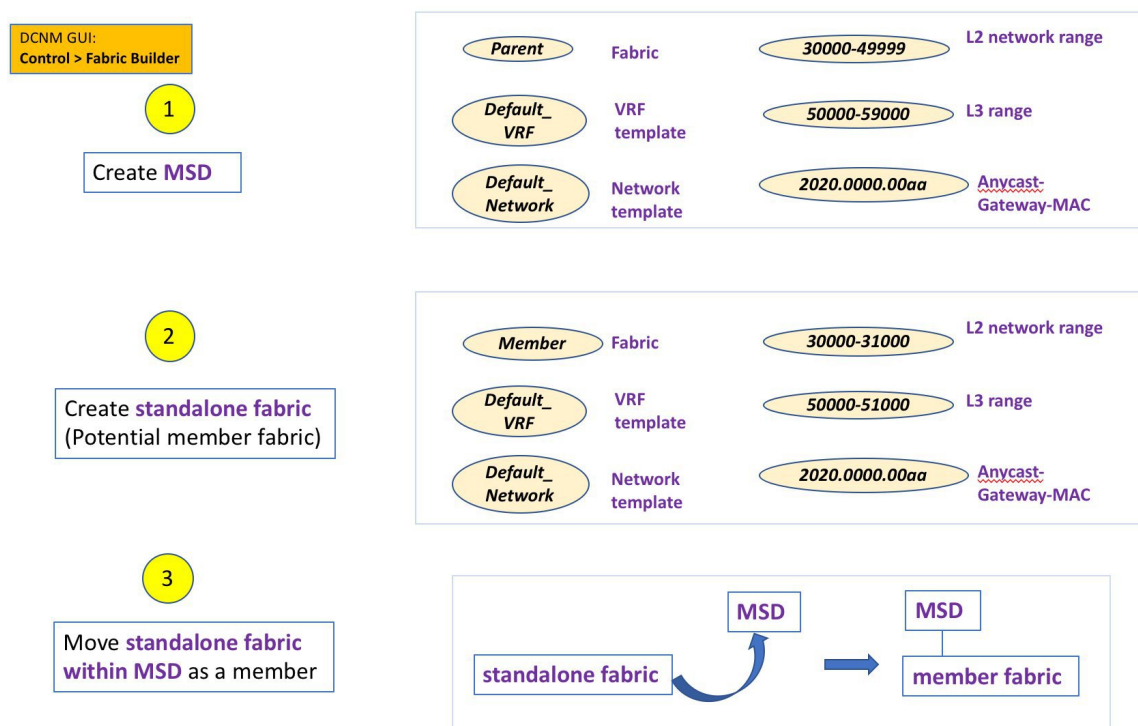 DCNM GUI:
Control > Fabric Builder
1
Create MSD
Parent
Fabric
30000-49999
L2 network range
Default_
VRF
VRF
template
50000-59000
L3 range
Default_
Network
Network
template
2020.0000.00aa
Anycast-
Gateway-MAC
2
Create standalone fabric
(Potential member fabric)
Member
Fabric
30000-31000
L2 network range
Default_
VRF
VRF
template
50000-51000
L3 range
Default_
Network
Network
template
2020.0000.00aa
Anycast-
Gateway-MAC
3
Move standalone fabric
within MSD as a member
standalone fabric
MSD
MSD
member fabric